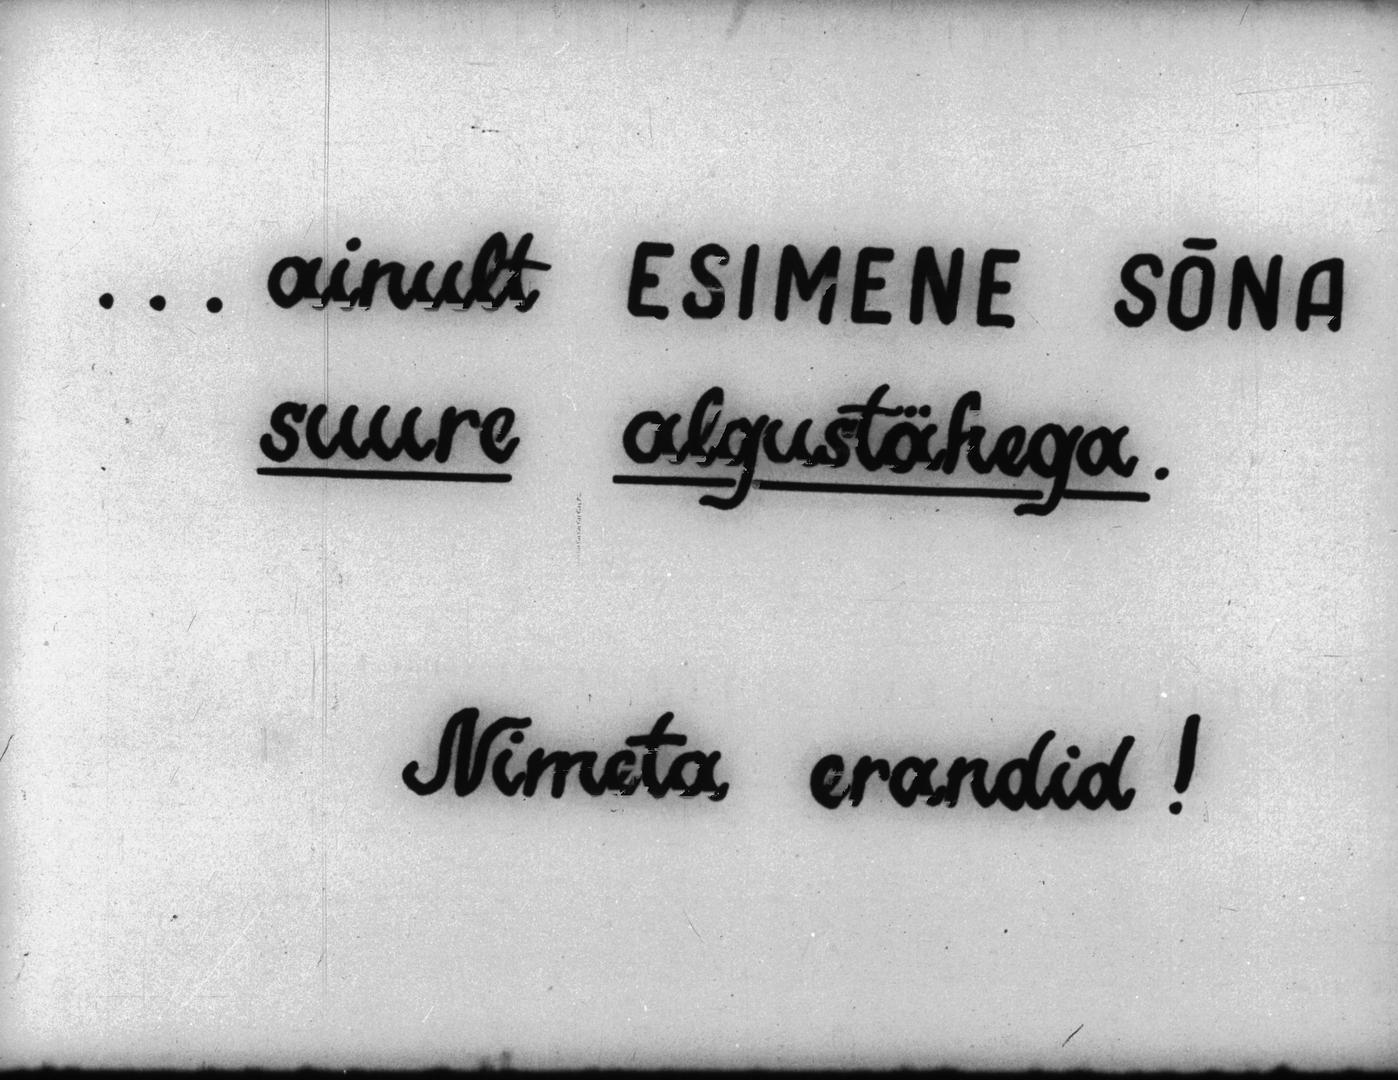 ... ainult ESIMENE SÕNA
suure algustähega.
Nimeta erandid!